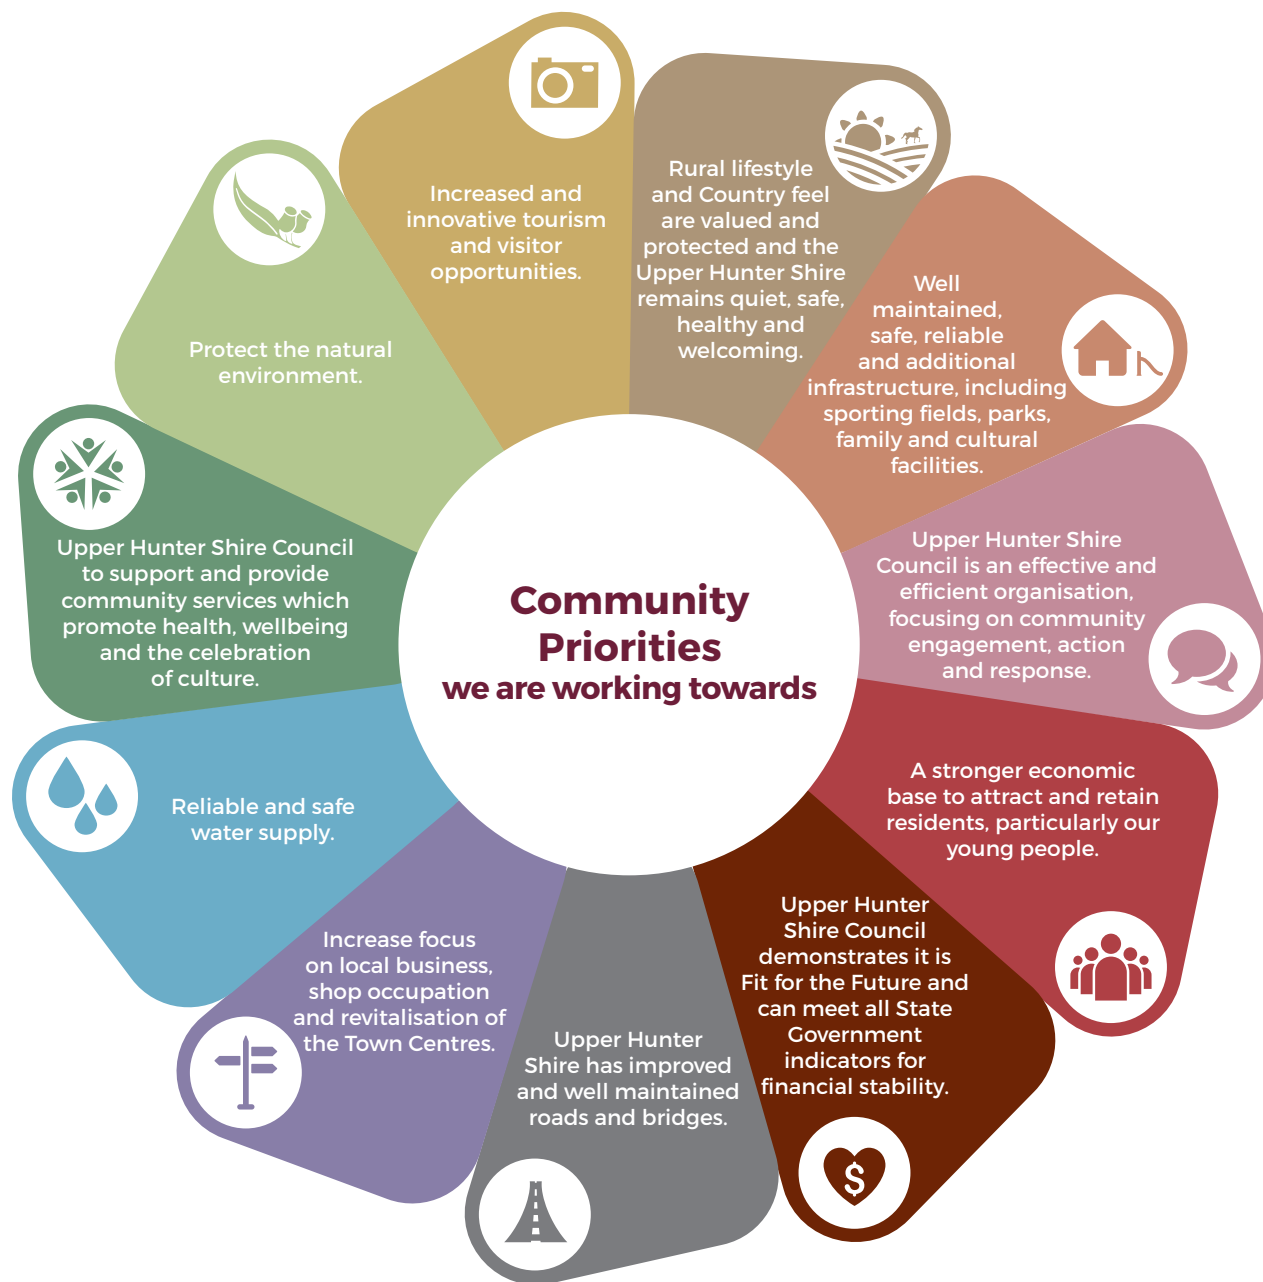 Community
Priorities
we are working towards
Increased and
innovative tourism
and visitor
opportunities.
Rural lifestyle
and Country feel
are valued and
protected and the
Upper Hunter Shire
remains quiet, safe,
healthy and
welcoming.
Well
maintained,
safe, reliable
and additional
infrastructure, including
sporting fields, parks,
family and cultural
facilities.
Upper Hunter Shire
Council is an effective and
efficient organisation,
focusing on community
engagement, action
and response.
A stronger economic
base to attract and retain
residents, particularly our
young people.
Upper Hunter
Shire Council
demonstrates it is
Fit for the Future and
can meet all State
Government
indicators for
financial stability.
$
Upper Hunter
Shire has improved
and well maintained
roads and bridges.
Increase focus
on local business,
shop occupation
and revitalisation of
the Town Centres.
Reliable and safe
water supply.
Upper Hunter Shire Council
to support and provide
community services which
promote health, wellbeing
and the celebration
of culture.
Protect the natural
environment.